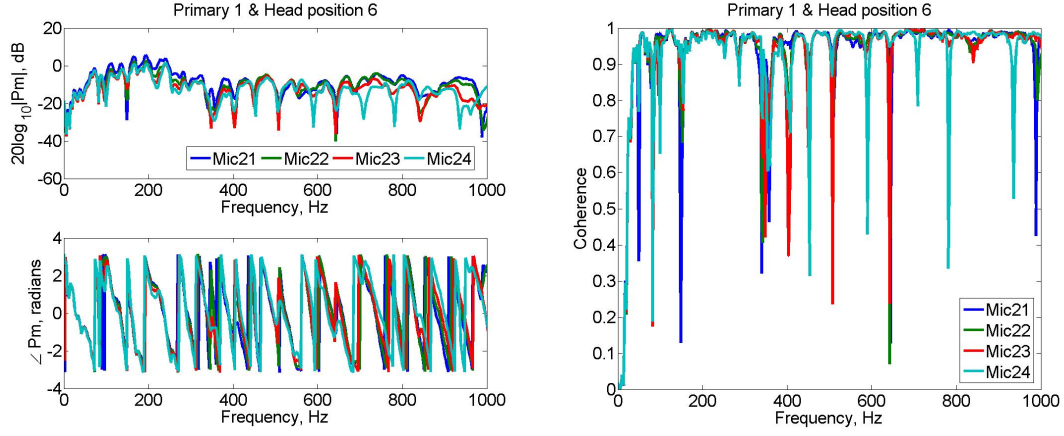 Primary 1 & Head position 6
20
0
-20
-40
-60
20log10|Pm|, dB
Mic21 Mic22 Mic23 Mic24
0 200 400 600 800 1000
Frequency, Hz
4
2
0
-2
-4
∠ Pm, radians
0 200 400 600 800 1000
Frequency, Hz
Primary 1 & Head position 6
1
0.9
0.8
0.7
0.6
0.5
0.4
0.3
0.2
0.1
0
Coherence
Mic21
Mic22
Mic23
Mic24
0 200 400 600 800 1000
Frequency, Hz